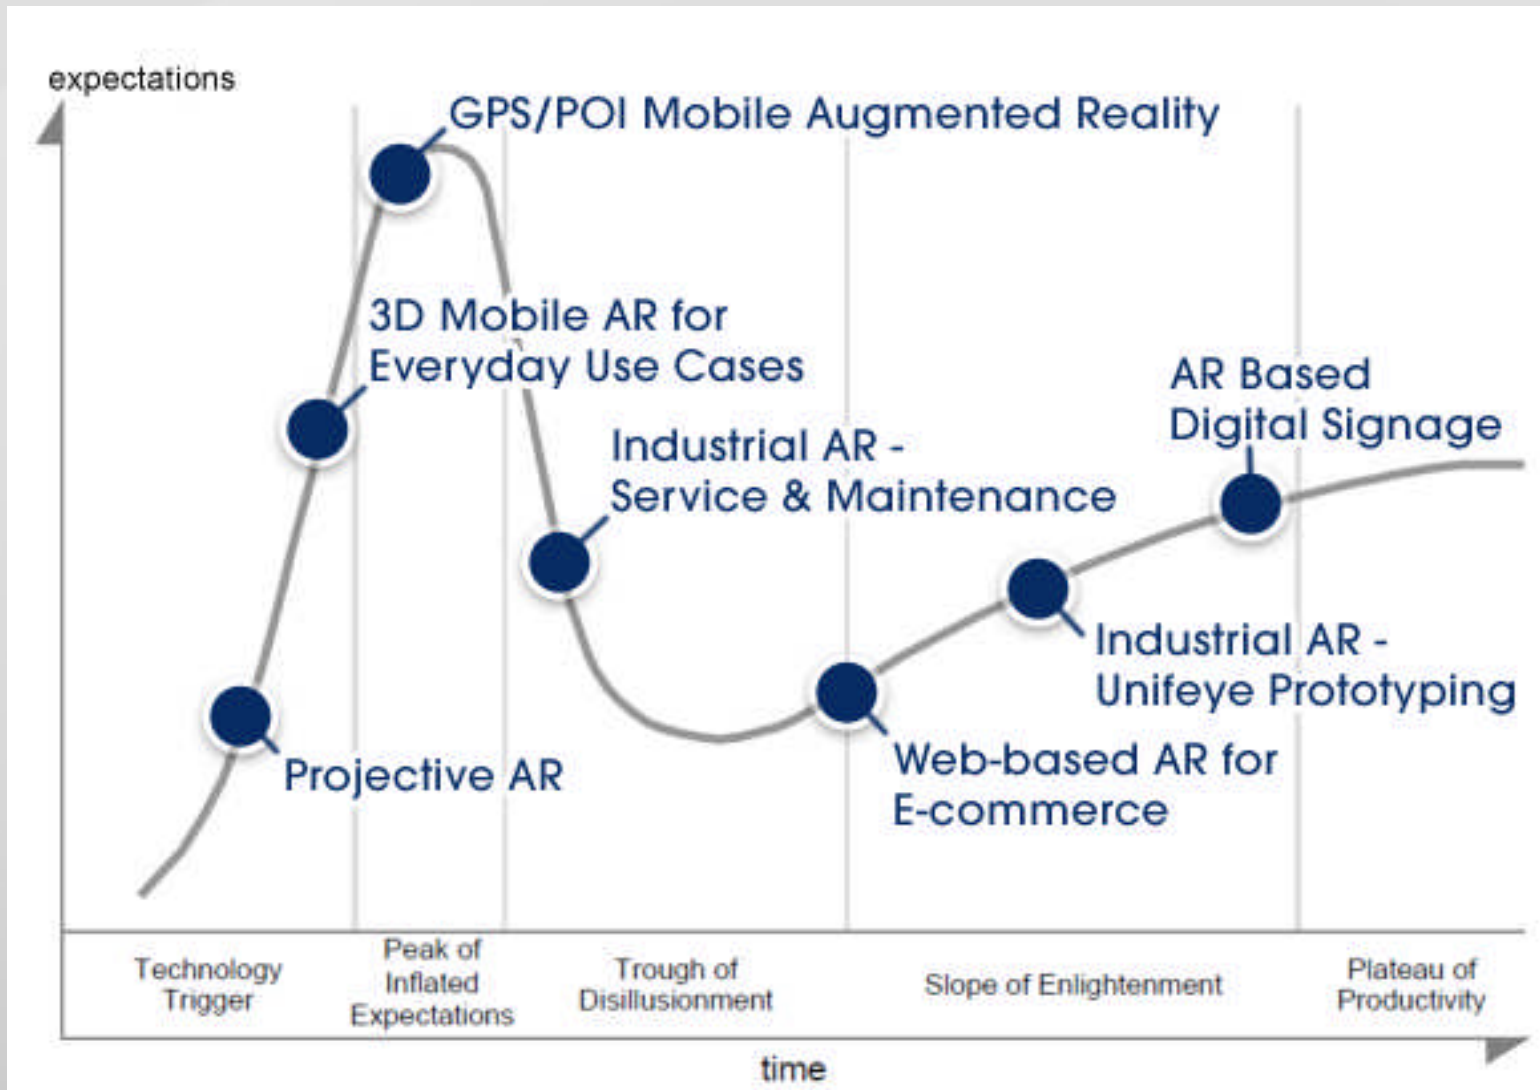 expectations
GPS/POI Mobile Augmented Reality
3D Mobile AR for
Everyday Use Cases
AR Based
Digital Signage
Industrial AR -
Service & Maintenance
Industrial AR -
Unifeye Prototyping
Web-based AR for
E-commerce
Projective AR
Technology
Trigger
Peak of
Inflated
Expectations
Trough of
Disillusionment
Slope of Enlightenment
Plateau of
Productivity
time